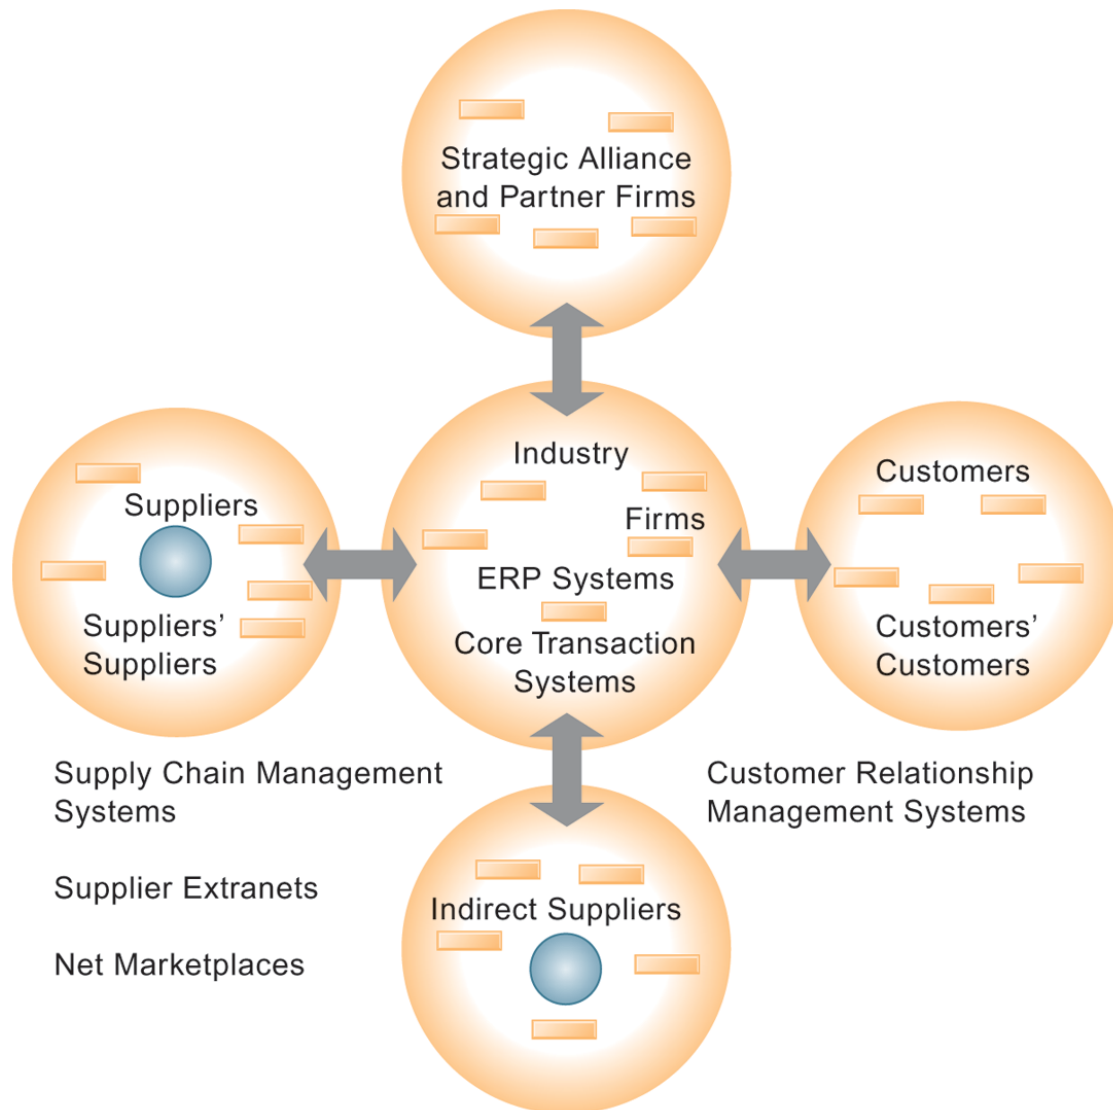 Strategic Alliance
and Partner Firms
Industry
Firms
ERP Systems
Core Transaction
Systems
Suppliers
Suppliers’
Suppliers
Customers
Customers’
Customers
Supply Chain Management
Systems
Supplier Extranets
Net Marketplaces
Customer Relationship
Management Systems
Indirect Suppliers